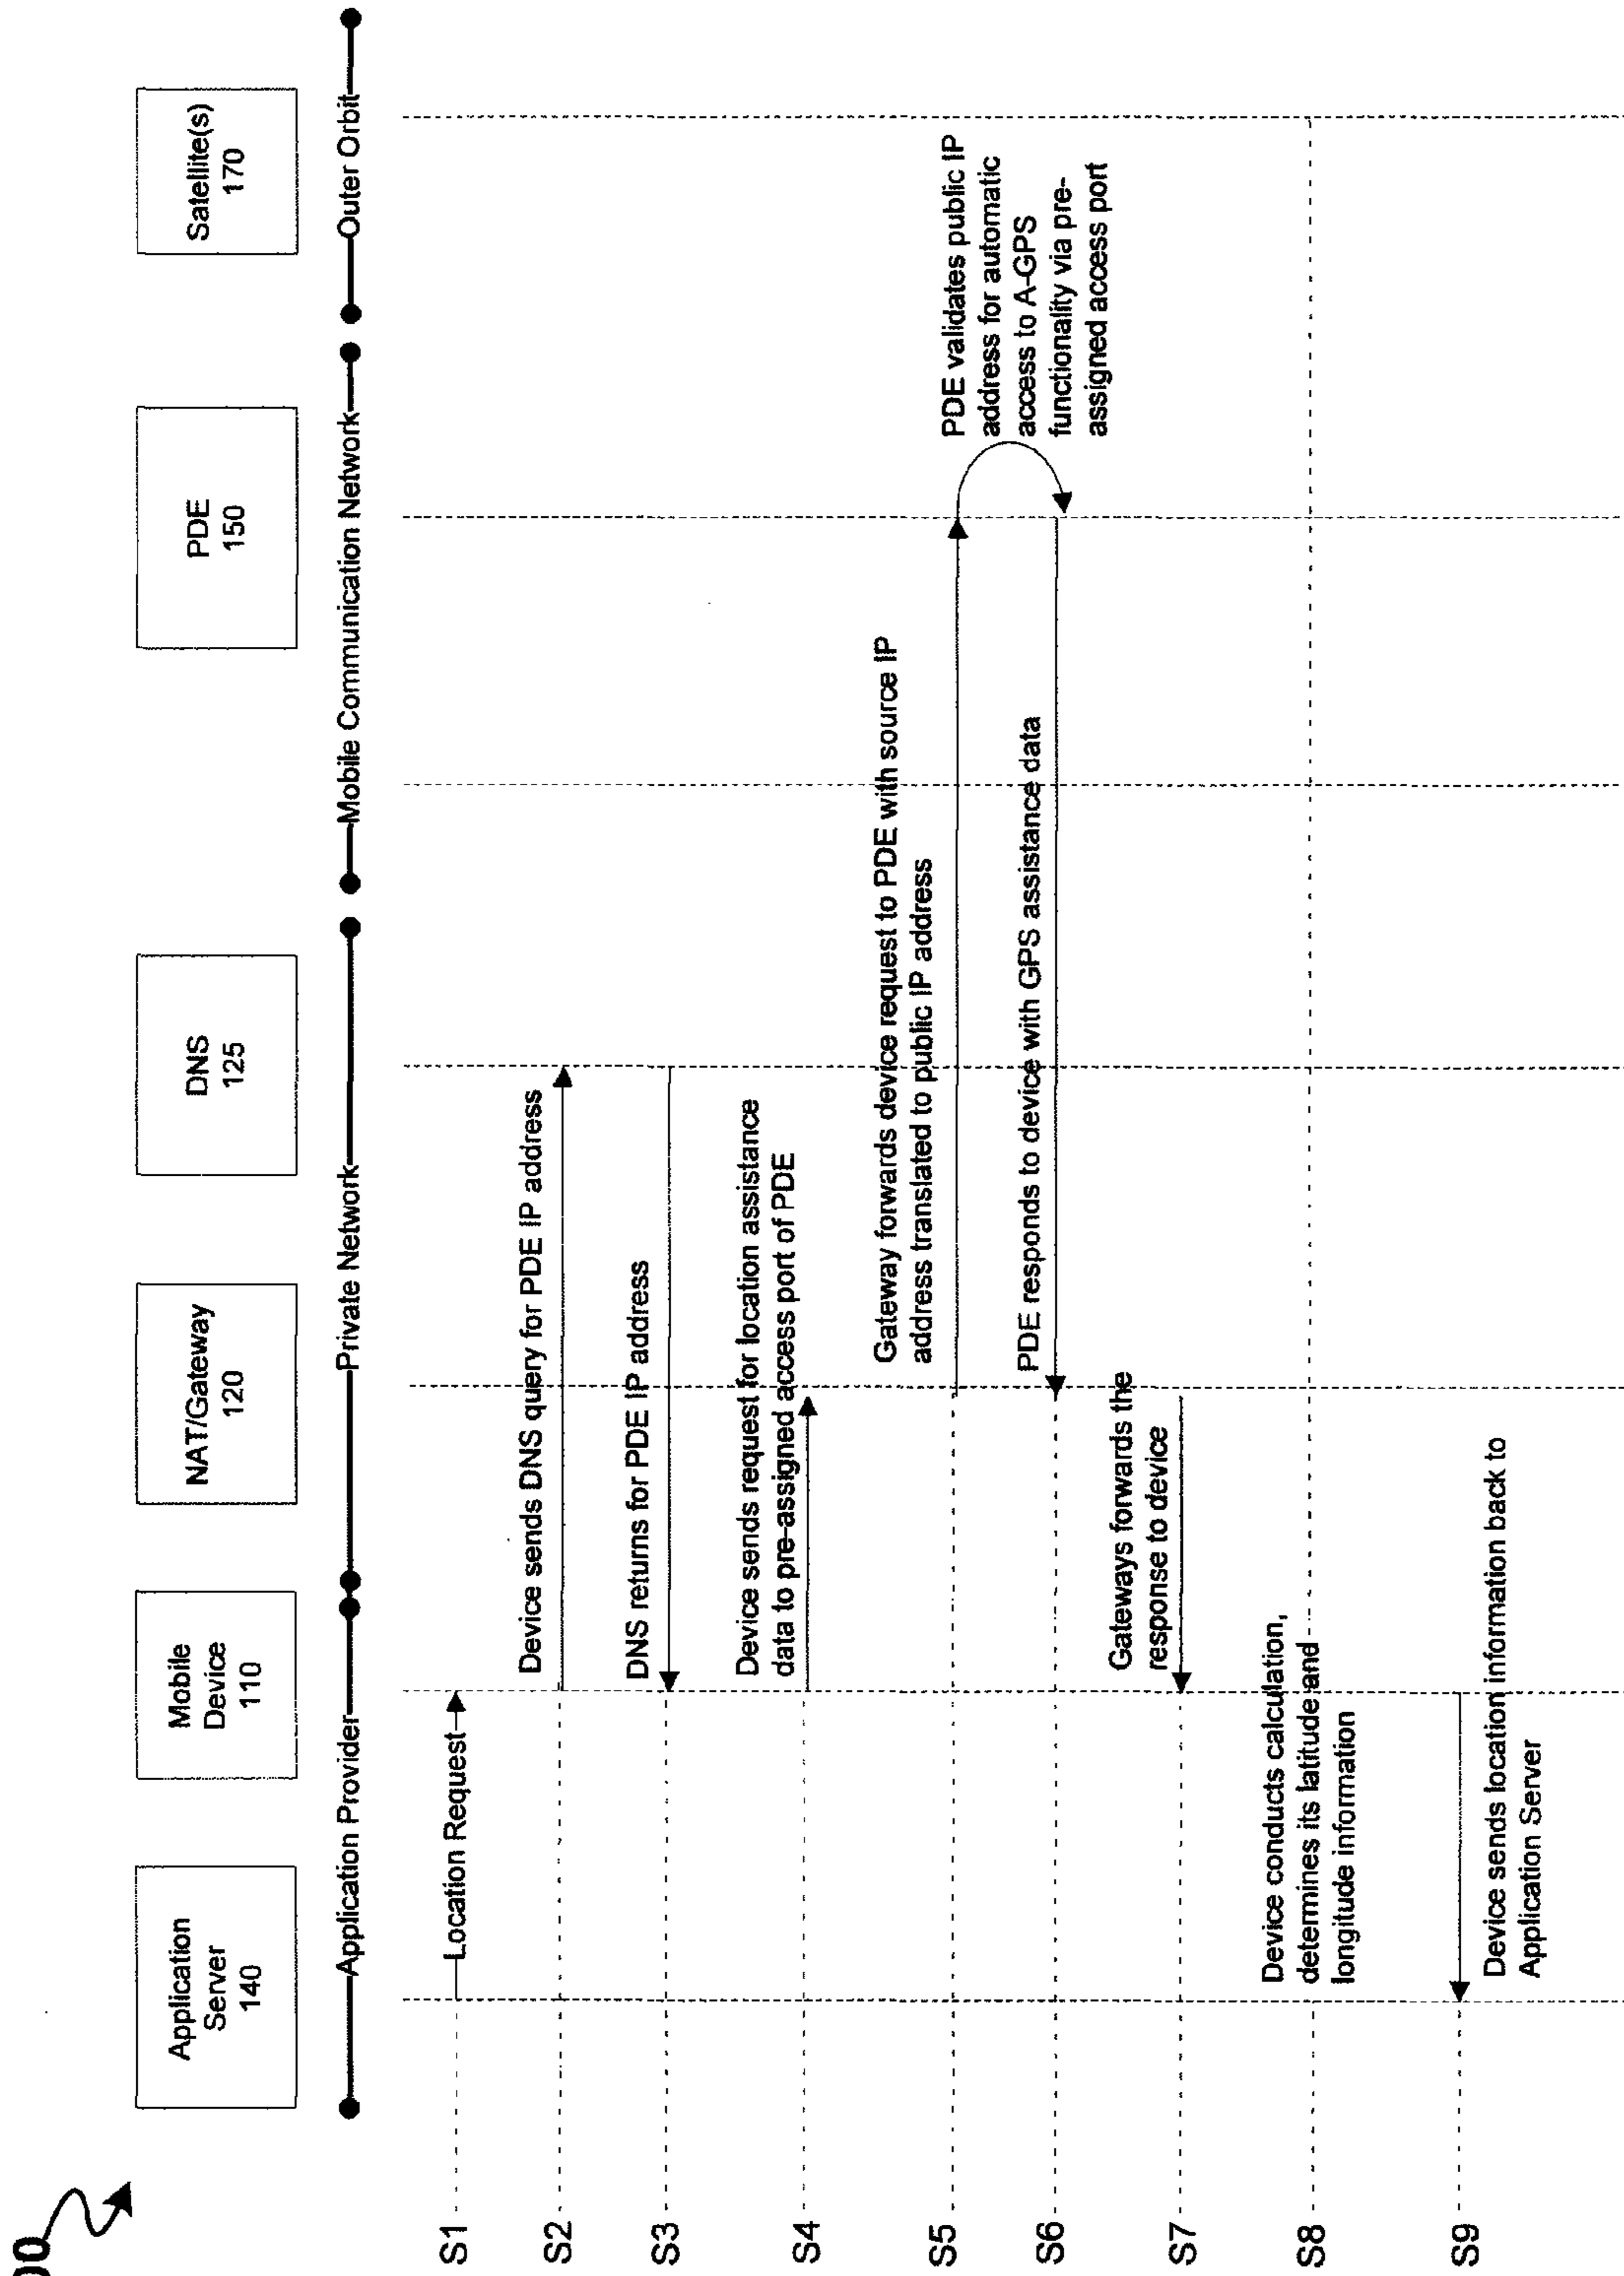 00
Application
Server
140
Mobile
Device
110
NAT/Gateway
120
DNS
125
PDE
150
Satellite(s)
170
Application Provider
Private Network
Mobile Communication Network
Outer Orbit
S1
Location Request
S2
Device sends DNS query for PDE IP address
S3
DNS returns for PDE IP address
S4
Device sends request for location assistance
data to pre-assigned access port of PDE
S5
Gateway forwards device request to PDE with source IP
address translated to public IP address
PDE validates public IP
address for automatic
access to A-GPS
functionality via pre-
assigned access port
S6
PDE responds to device with GPS assistance data
S7
Gateways forwards the
response to device
S8
Device conducts calculation,
determines its latitude and
longitude information
S9
Device sends location information back to
Application Server